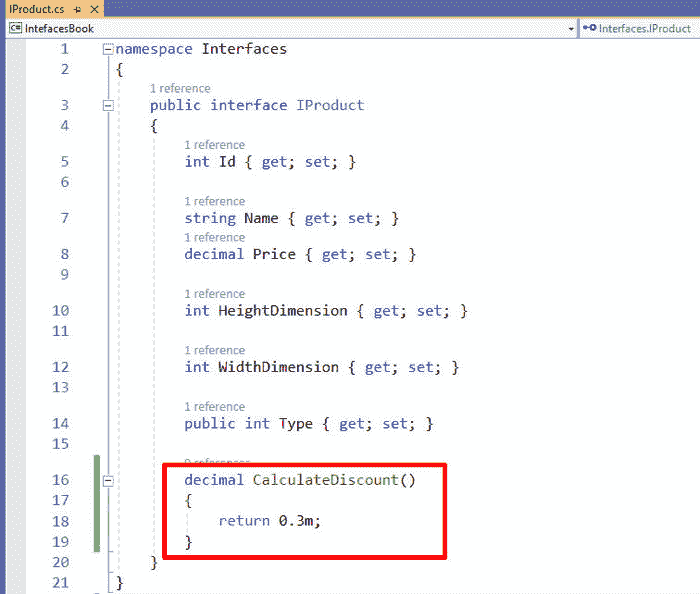 IProduct.cs
C# IntefacesBook Interfaces.IProduct
1 namespace Interfaces
2 {
1 reference
3 public interface IProduct
4 {
1 reference
5 int Id { get; set; }
6
1 reference
7 string Name { get; set; }
1 reference
8 decimal Price { get; set; }
9
1 reference
10 int HeightDimension { get; set; }
11
1 reference
12 int WidthDimension { get; set; }
13
1 reference
14 public int Type { get; set; }
15
16 decimal CalculateDiscount()
17 {
18 return 0.3m;
19 }
20 }
21 }